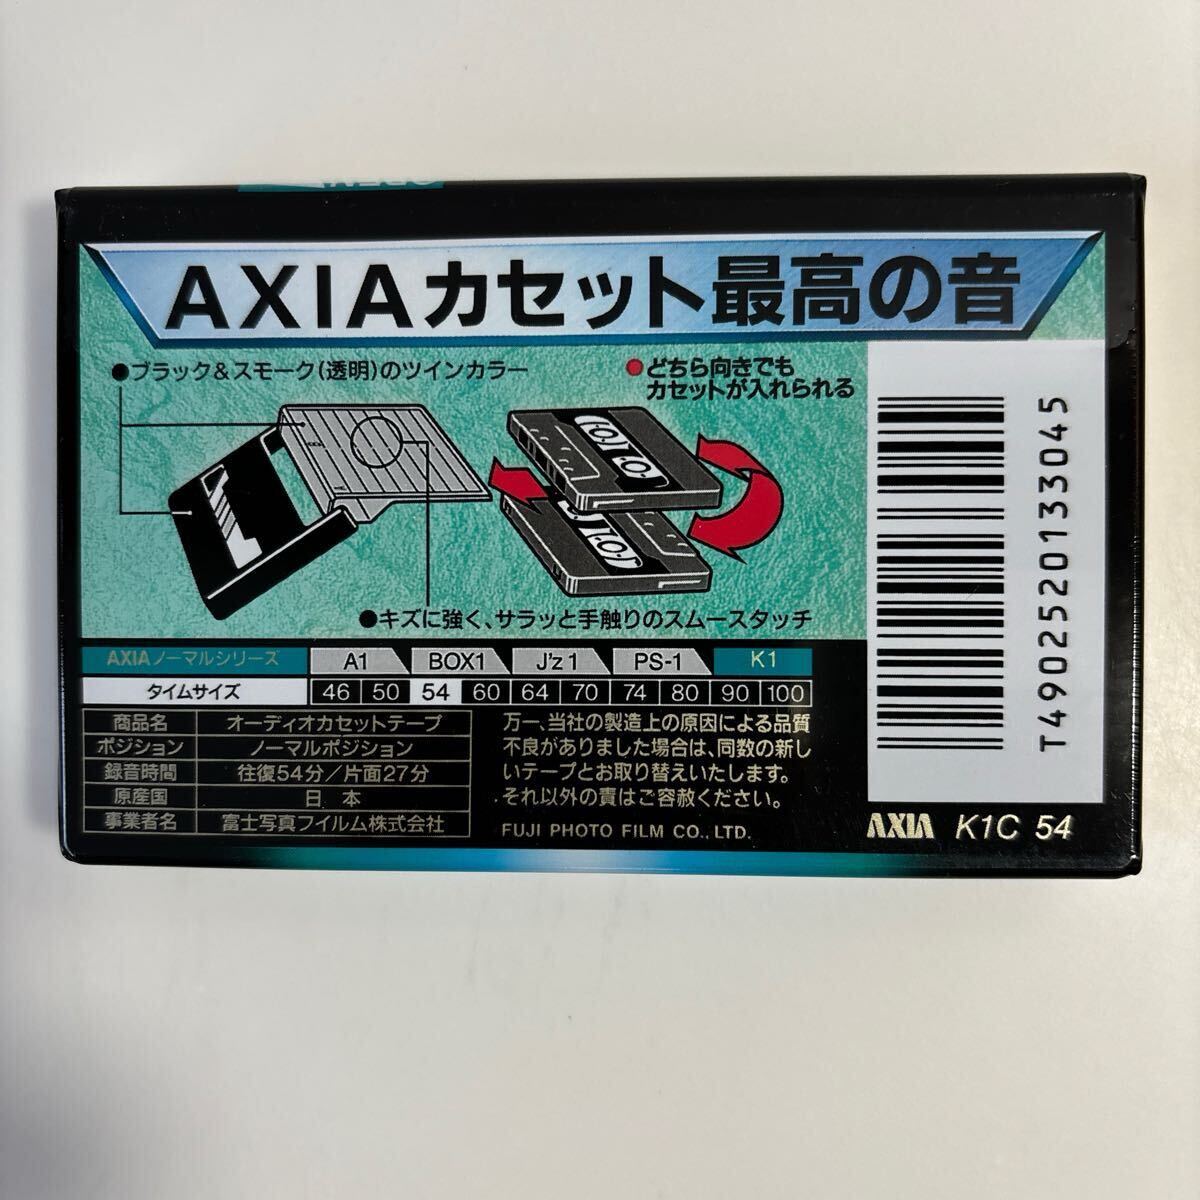 AXIAカセット最高の音
●ブラック&スモーク(透明)のツインカラー
●どちら向きでも
カセットが入れられる
●キズに強く、サラッと手触りのスムースタッチ
AXIAノーマルシリーズ A1 BOX1 J'z 1 PS-1 K1
タイムサイズ 46 50 54 60 64 70 74 80 90 100
商品名 オーディオカセットテープ
ポジション ノーマルポジション
録音時間 往復54分/片面27分
原産国 日本
事業者名 富士写真フイルム株式会社
万一、当社の製造上の原因による品質
不良がありました場合は、同数の新し
いテープとお取り替えいたします。
それ以外の責はご容赦ください。
FUJI PHOTO FILM CO., LTD.
T4902520133045
AXIA K1C 54